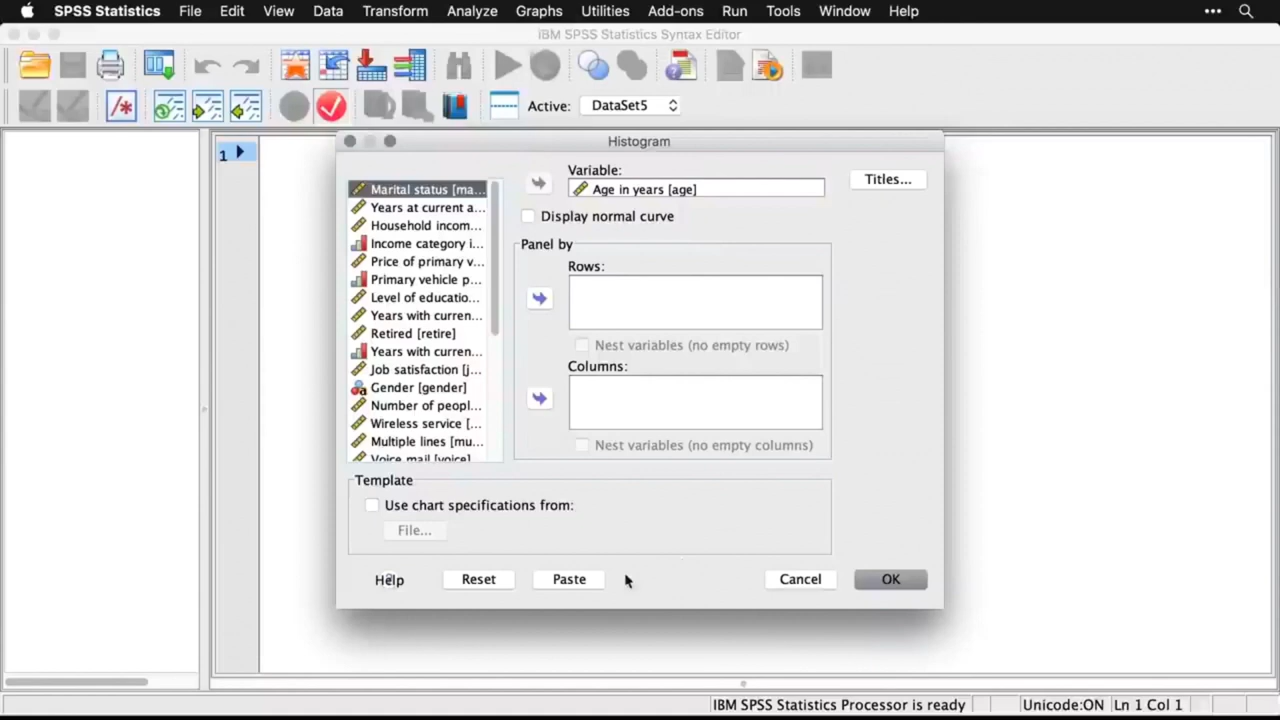 SPSS Statistics File Edit View Data Transform Analyze Graphs Utilities Add-ons Run Tools Window Help
IBM SPSS Statistics Syntax Editor
Active: DataSet5
1
Histogram
Variable:
Age in years [age]
Titles...
Display normal curve
Marital status [ma...
Years at current a...
Household incom...
Income category i...
Price of primary v...
Primary vehicle p...
Level of educatio...
Years with curren...
Retired [retire]
Years with curren...
Job satisfaction [j...
Gender [gender]
Number of peopl...
Wireless service [...
Multiple lines [mu...
Voice mail [voice]
Panel by
Rows:
Nest variables (no empty rows)
Columns:
Nest variables (no empty columns)
Template
Use chart specifications from:
File...
Help Reset Paste Cancel OK
IBM SPSS Statistics Processor is ready Unicode:ON Ln 1 Col 1